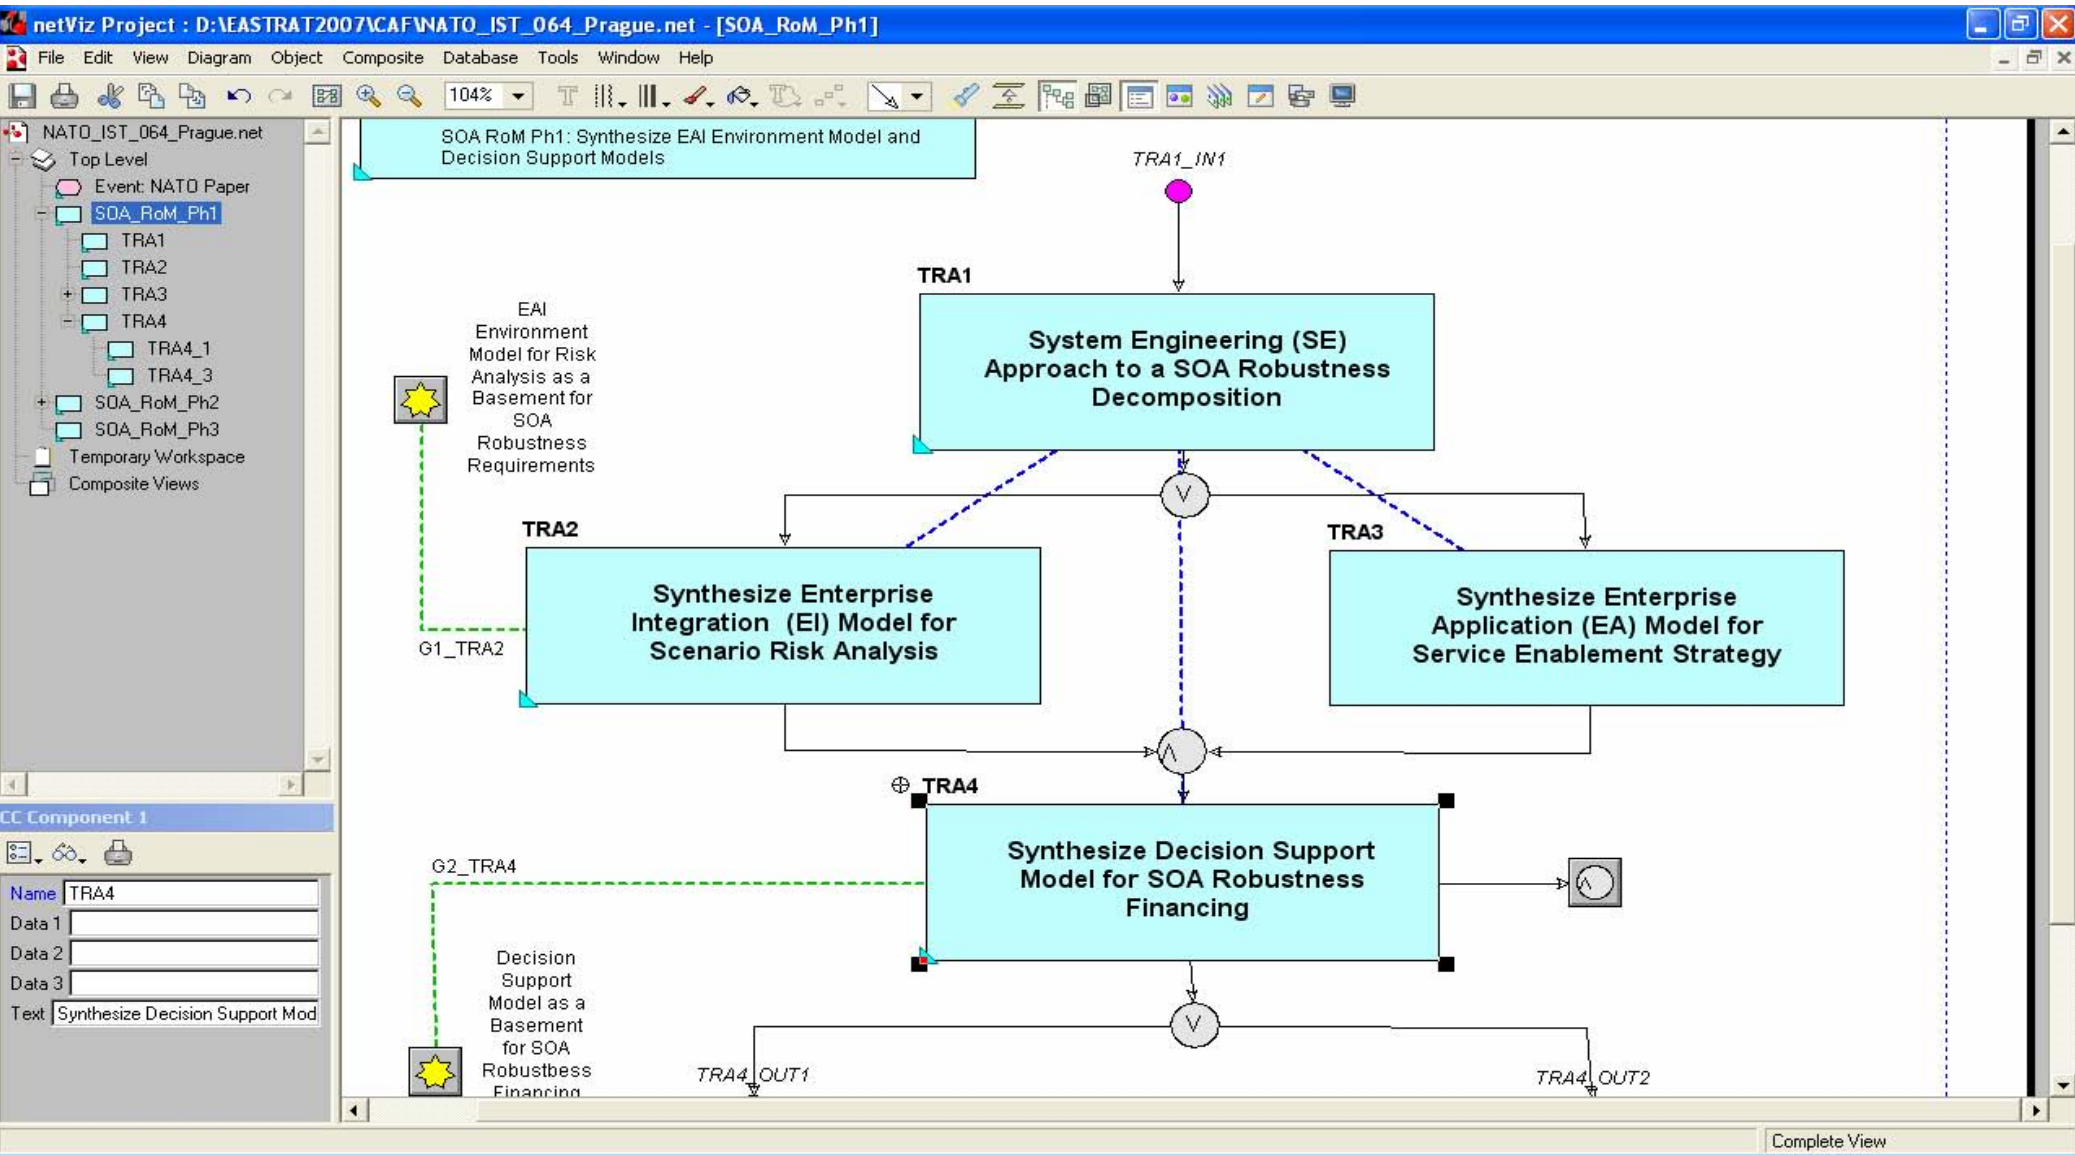 netViz Project : D:\EASTRAT2007\CAF\NATO_IST_064_Prague.net - [SOA_RoM_Ph1]
File Edit View Diagram Object Composite Database Tools Window Help
104%
NATO_IST_064_Prague.net
Top Level
Event: NATO Paper
SOA_RoM_Ph1
TRA1
TRA2
TRA3
TRA4
TRA4_1
TRA4_3
SOA_RoM_Ph2
SOA_RoM_Ph3
Temporary Workspace
Composite Views
CC Component 1
Name TRA4
Data 1
Data 2
Data 3
Text Synthesize Decision Support Mod
SOA RoM Ph1: Synthesize EAI Environment Model and
Decision Support Models
TRA1_IN1
TRA1
System Engineering (SE)
Approach to a SOA Robustness
Decomposition
EAI
Environment
Model for Risk
Analysis as a
Basement for
SOA
Robustness
Requirements
G1_TRA2
V
TRA2
Synthesize Enterprise
Integration (EI) Model for
Scenario Risk Analysis
TRA3
Synthesize Enterprise
Application (EA) Model for
Service Enablement Strategy
Λ
TRA4
Synthesize Decision Support
Model for SOA Robustness
Financing
Λ
G2_TRA4
Decision
Support
Model as a
Basement
for SOA
Robustbess
Financing
V
TRA4_OUT1
TRA4_OUT2
Complete View